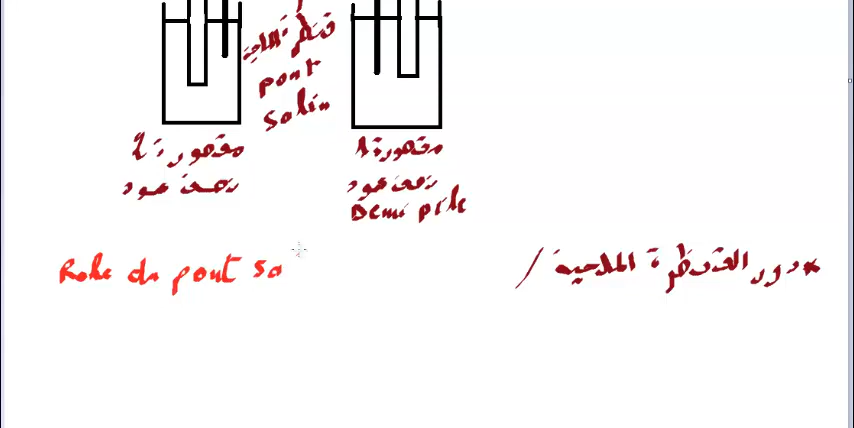 قنطرة ملحية
pont
salin
مقصورة 2
مقصورة 1
نصف عمود
نصف عمود
Demi pile
Role du pont sa
* دور القنطرة الملحية /